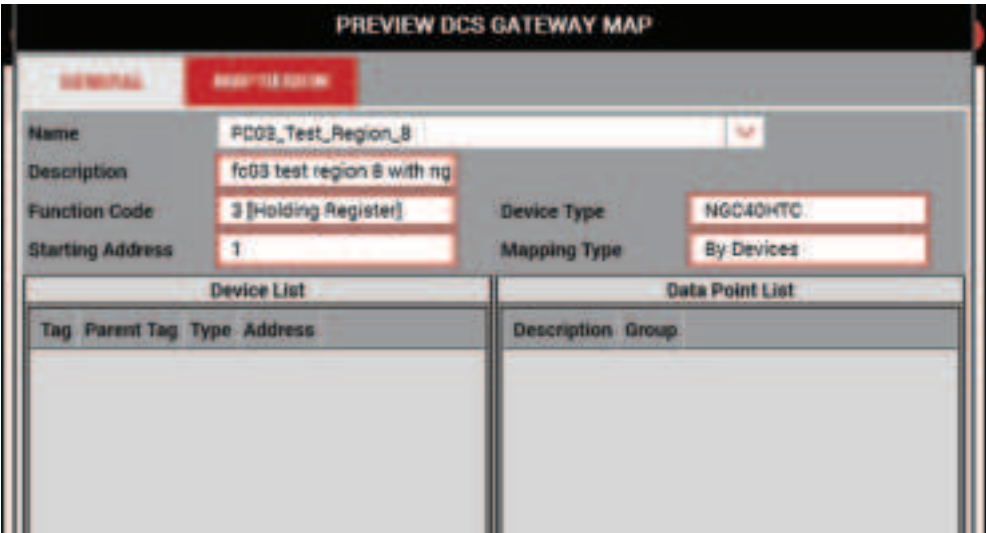 PREVIEW DCS GATEWAY MAP
GENERAL
MAP REGION
Name
FC03_Test_Region_8
Description
fc03 test region 8 with ng
Function Code
3 [Holding Register]
Device Type
NGC40HTC
Starting Address
1
Mapping Type
By Devices
Device List
Data Point List
Tag Parent Tag Type Address
Description Group